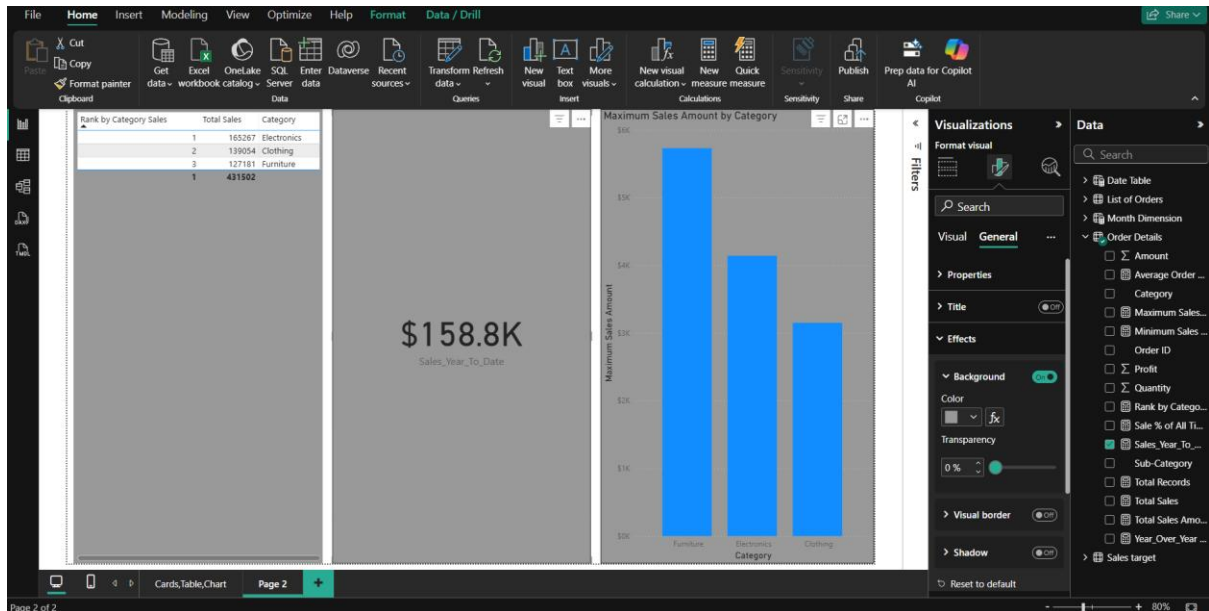 File Home Insert Modeling View Optimize Help Format Data / Drill Share
Paste
Cut
Copy
Format painter
Clipboard
Get data
Excel workbook
OneLake catalog
SQL Server
Enter data
Dataverse
Recent sources
Data
Transform data
Refresh
Queries
New visual
Text box
More visuals
Insert
New visual calculation
New measure
Quick measure
Calculations
Sensitivity
Sensitivity
Publish
Share
Prep data for AI
Copilot
Copilot
Rank by Category Sales Total Sales Category
1 165267 Electronics
2 139054 Clothing
3 127181 Furniture
1 431502
$158.8K
Sales_Year_To_Date
Maximum Sales Amount by Category
$6K
$5K
$4K
$3K
$2K
$1K
$0K
Maximum Sales Amount
Furniture Electronics Clothing
Category
Filters
Visualizations
Format visual
Search
Visual General ...
Properties
Title Off
Effects
Background On
Color
fx
Transparency
0 %
Visual border Off
Shadow Off
Reset to default
Data
Search
Date Table
List of Orders
Month Dimension
Order Details
Amount
Average Order ...
Category
Maximum Sales...
Minimum Sales ...
Order ID
Profit
Quantity
Rank by Catego...
Sale % of All Ti...
Sales_Year_To_...
Sub-Category
Total Records
Total Sales
Total Sales Amo...
Year_Over_Year ...
Sales target
Cards,Table,Chart Page 2 +
Page 2 of 2
- + 80%